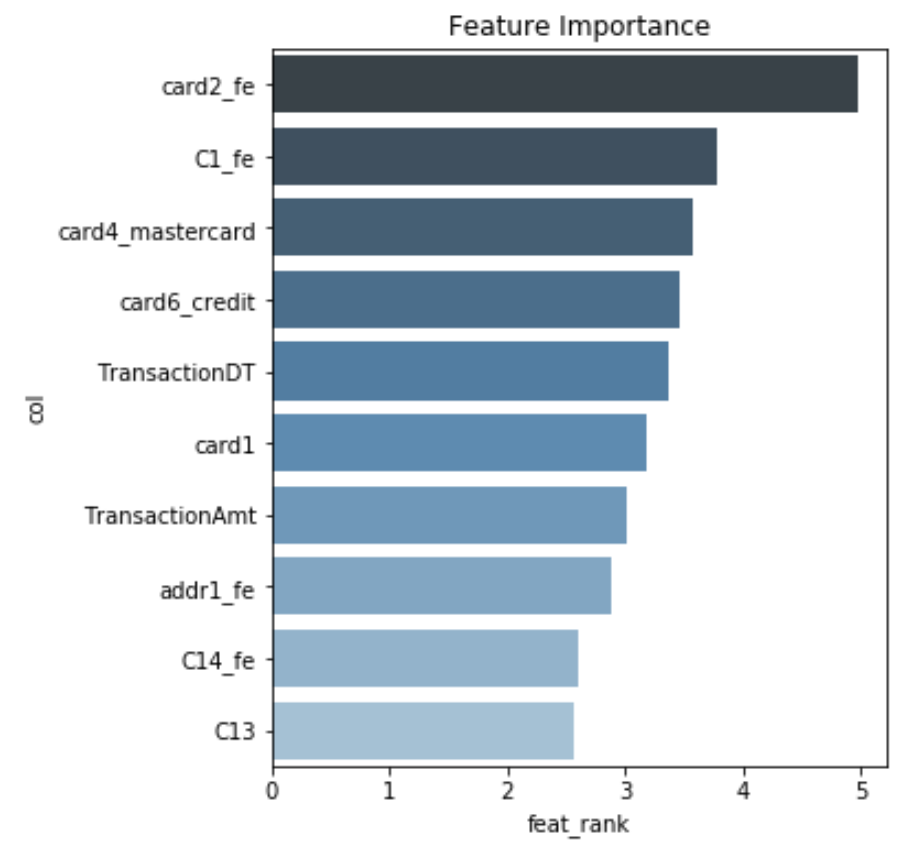 Feature Importance
card2_fe
C1_fe
card4_mastercard
card6_credit
TransactionDT
card1
TransactionAmt
addr1_fe
C14_fe
C13
col
0 1 2 3 4 5
feat_rank